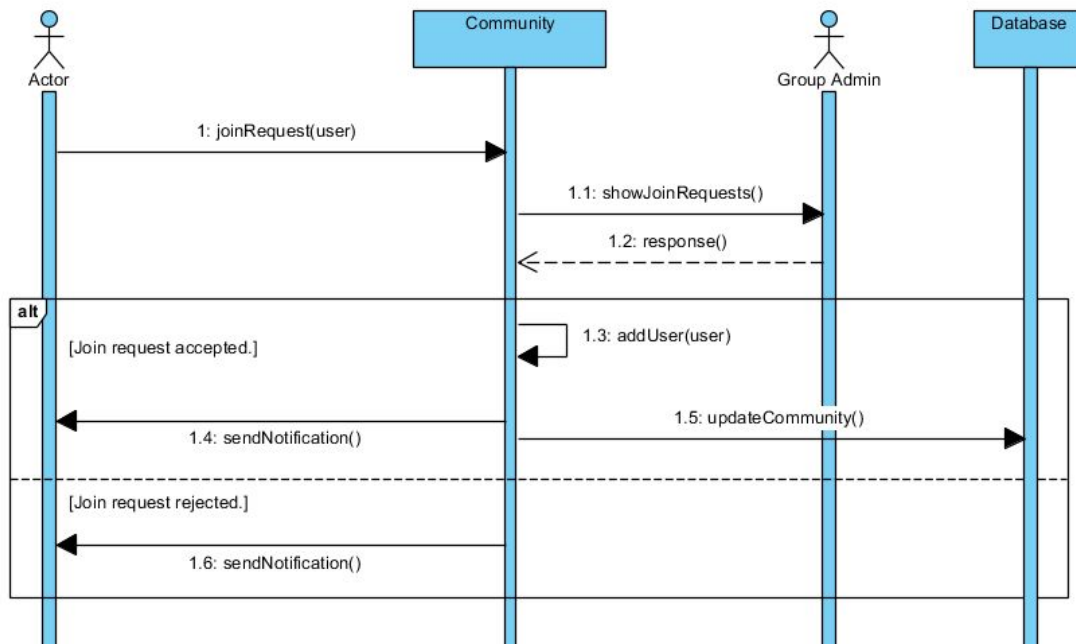 Actor
Community
Group Admin
Database
1: joinRequest(user)
1.1: showJoinRequests()
1.2: response()
alt
1.3: addUser(user)
[Join request accepted.]
1.5: updateCommunity()
1.4: sendNotification()
[Join request rejected.]
1.6: sendNotification()